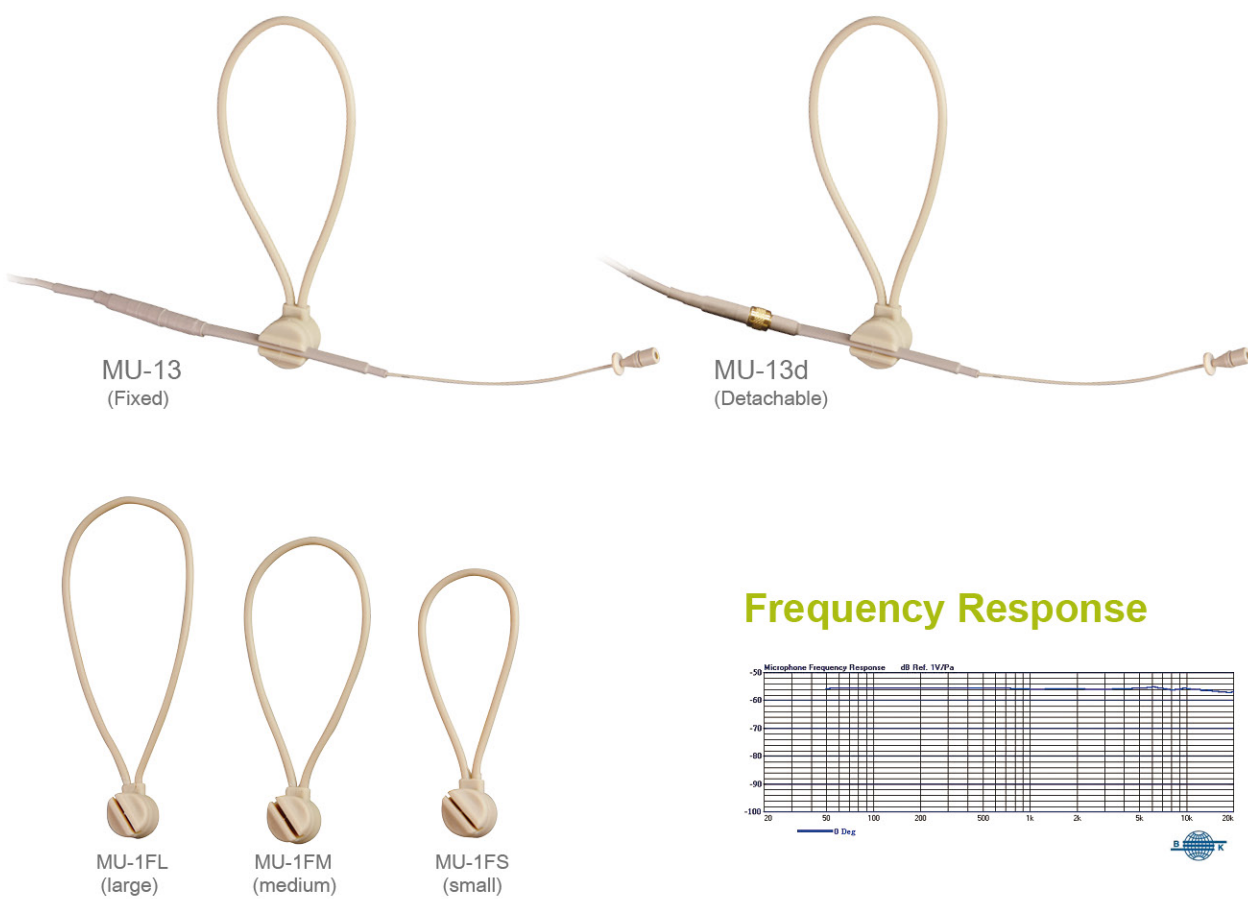 MU-13
(Fixed)
MU-13d
(Detachable)
MU-1FL
(large)
MU-1FM
(medium)
MU-1FS
(small)
Frequency Response
Microphone Frequency Response dB Ref. 1V/Pa
-50
-60
-70
-80
-90
-100
20 50 100 200 500 1k 2k 5k 10k 20k
0 Deg
B K